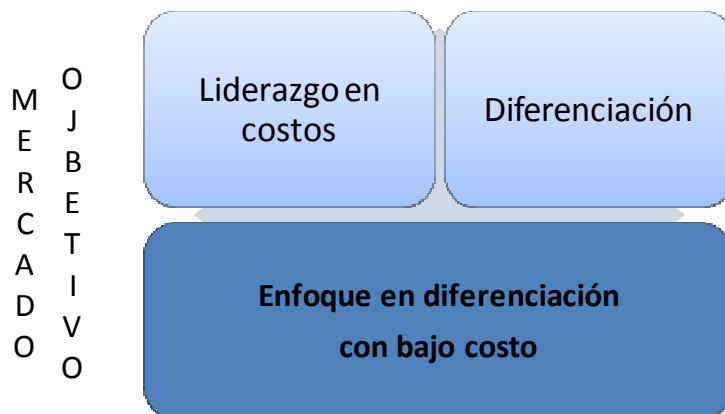 MERCADO
OJBETIVO
Liderazgo en
costos
Diferenciación
Enfoque en diferenciación
con bajo costo